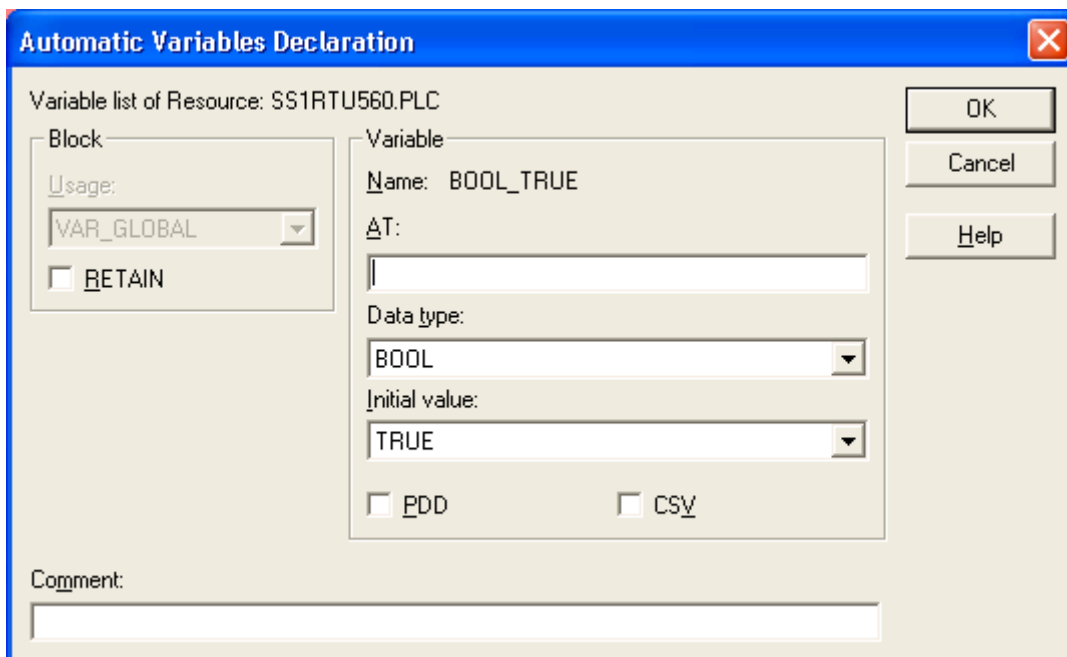 Automatic Variables Declaration
Variable list of Resource: SS1RTU560.PLC
Block
Usage:
VAR_GLOBAL
RETAIN
Variable
Name: BOOL_TRUE
AT:
Data type:
BOOL
Initial value:
TRUE
PDD CSV
OK
Cancel
Help
Comment: